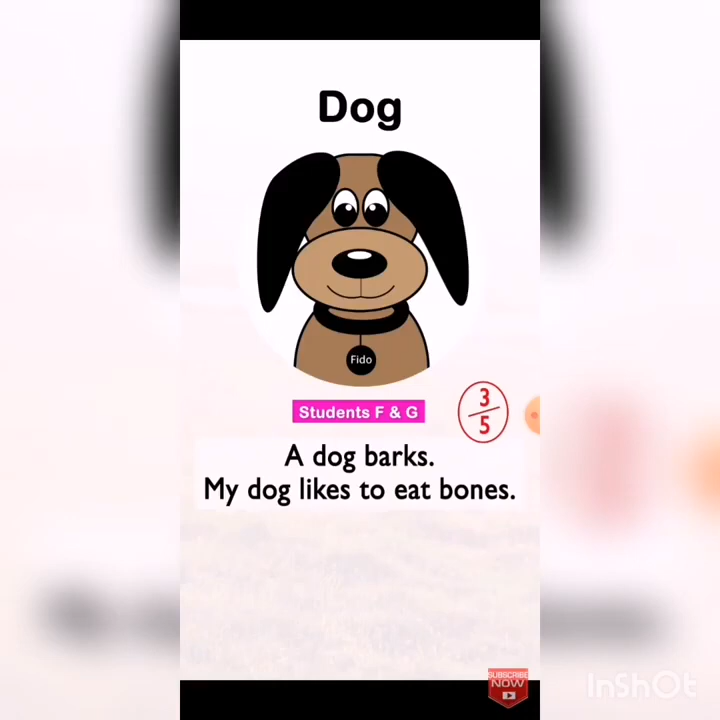 Dog
Fido
Students F & G
3
5
A dog barks.
My dog likes to eat bones.
SUBSCRIBE
NOW
InShOt